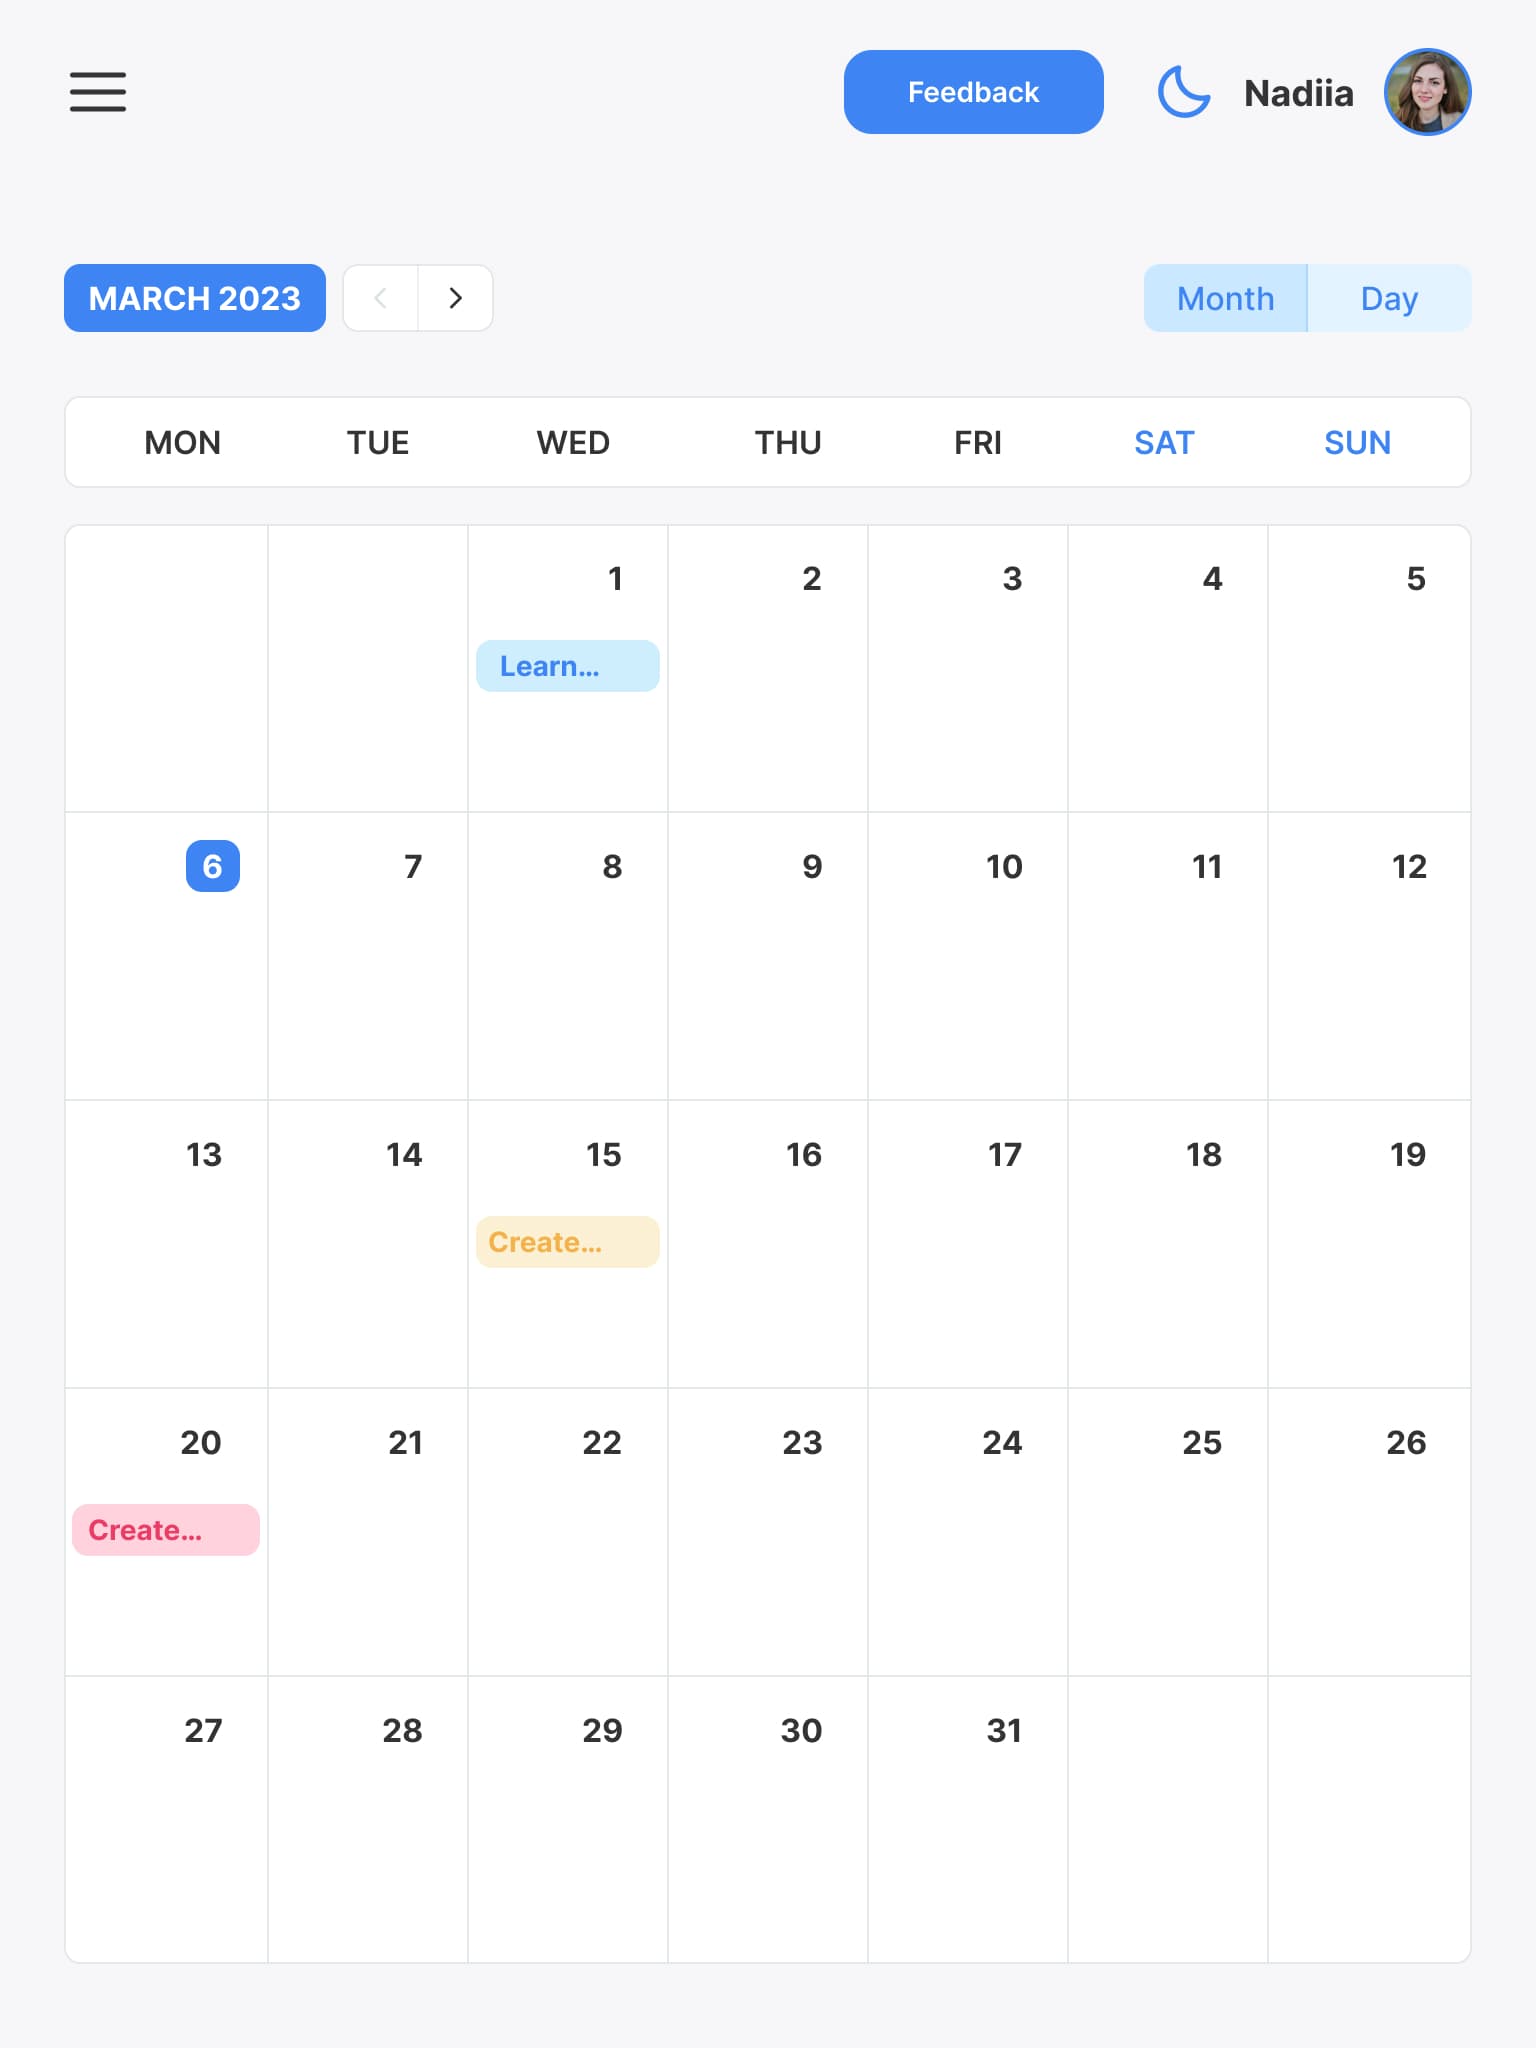 Feedback
Nadiia
MARCH 2023
Month Day
MON TUE WED THU FRI SAT SUN
1 2 3 4 5
Learn...
6 7 8 9 10 11 12
13 14 15 16 17 18 19
Create...
20 21 22 23 24 25 26
Create...
27 28 29 30 31